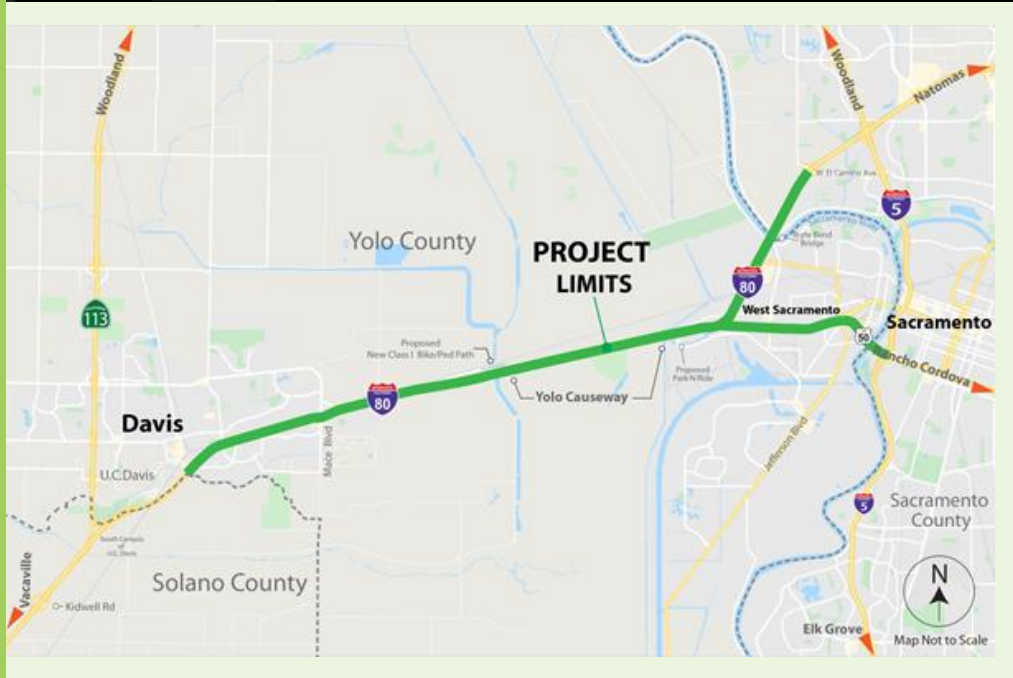 Woodland
Woodland
Natomas
W. El Camino Ave
5
Sacramento River
Bryte Bend
Bridge
Yolo County
PROJECT
LIMITS
80
113
West Sacramento
Sacramento
50
Rancho Cordova
Proposed
New Class I Bike/Ped Path
Proposed
Park N Ride
80
Yolo Causeway
Davis
Mace Blvd
Jefferson Blvd
U.C.Davis
5
Sacramento
County
South Campus
of
U.C. Davis
Solano County
Vacaville
Kidwell Rd
N
Elk Grove
Map Not to Scale